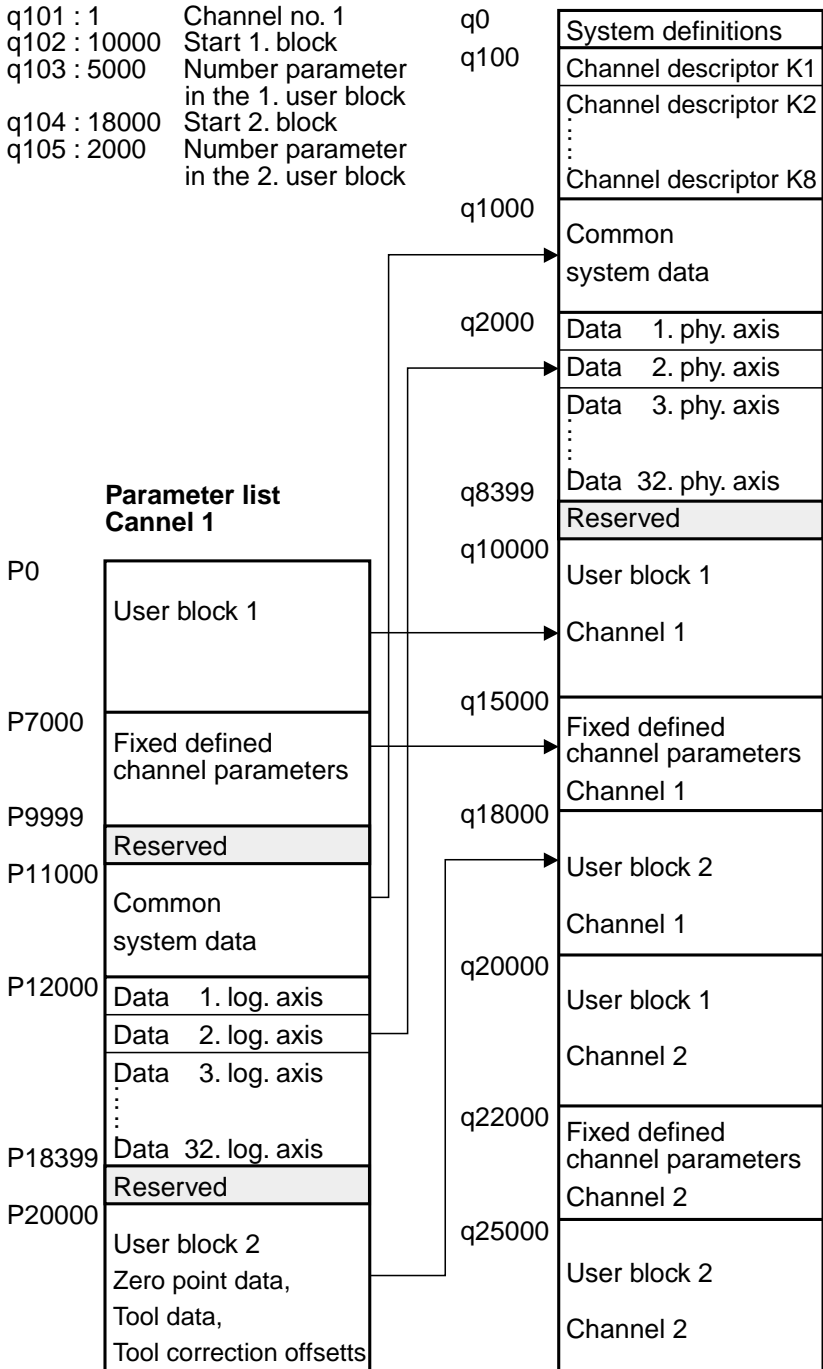 q101 : 1 Channel no. 1
q102 : 10000 Start 1. block
q103 : 5000 Number parameter
in the 1. user block
q104 : 18000 Start 2. block
q105 : 2000 Number parameter
in the 2. user block
Parameter list
Cannel 1
P0
User block 1
P7000
Fixed defined
channel parameters
P9999
Reserved
P11000
Common
system data
P12000
Data 1. log. axis
Data 2. log. axis
Data 3. log. axis
Data 32. log. axis
P18399
Reserved
P20000
User block 2
Zero point data,
Tool data,
Tool correction offsetts
q0
System definitions
q100
Channel descriptor K1
Channel descriptor K2
Channel descriptor K8
q1000
Common
system data
q2000
Data 1. phy. axis
Data 2. phy. axis
Data 3. phy. axis
Data 32. phy. axis
q8399
Reserved
q10000
User block 1
Channel 1
q15000
Fixed defined
channel parameters
Channel 1
q18000
User block 2
Channel 1
q20000
User block 1
Channel 2
q22000
Fixed defined
channel parameters
Channel 2
q25000
User block 2
Channel 2